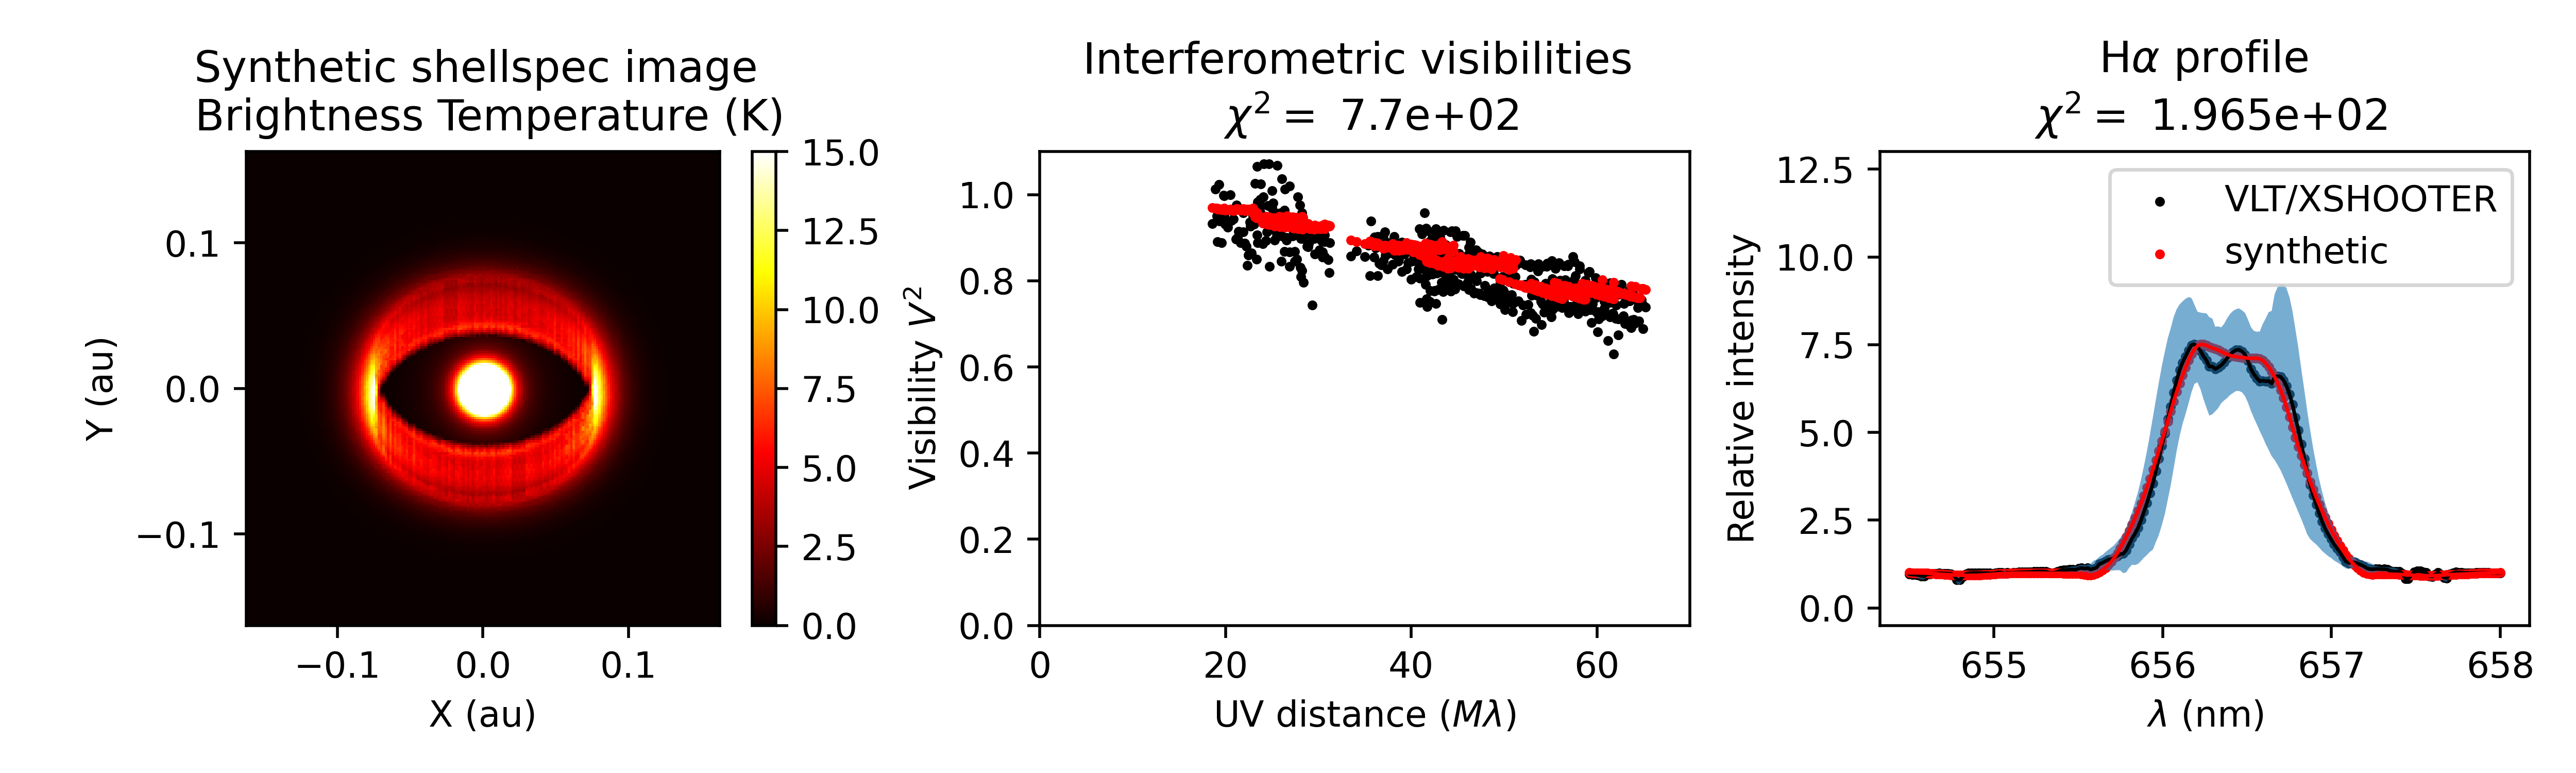 Synthetic shellspec image
Brightness Temperature (K)
15.0
12.5
10.0
7.5
5.0
2.5
0.0
0.1
0.0
−0.1
Y (au)
−0.1 0.0 0.1
X (au)
Interferometric visibilities
χ² = 7.7e+02
1.0
0.8
0.6
0.4
0.2
0.0
Visibility V²
0 20 40 60
UV distance (Mλ)
Hα profile
χ² = 1.965e+02
VLT/XSHOOTER
synthetic
12.5
10.0
7.5
5.0
2.5
0.0
Relative intensity
655 656 657 658
λ (nm)